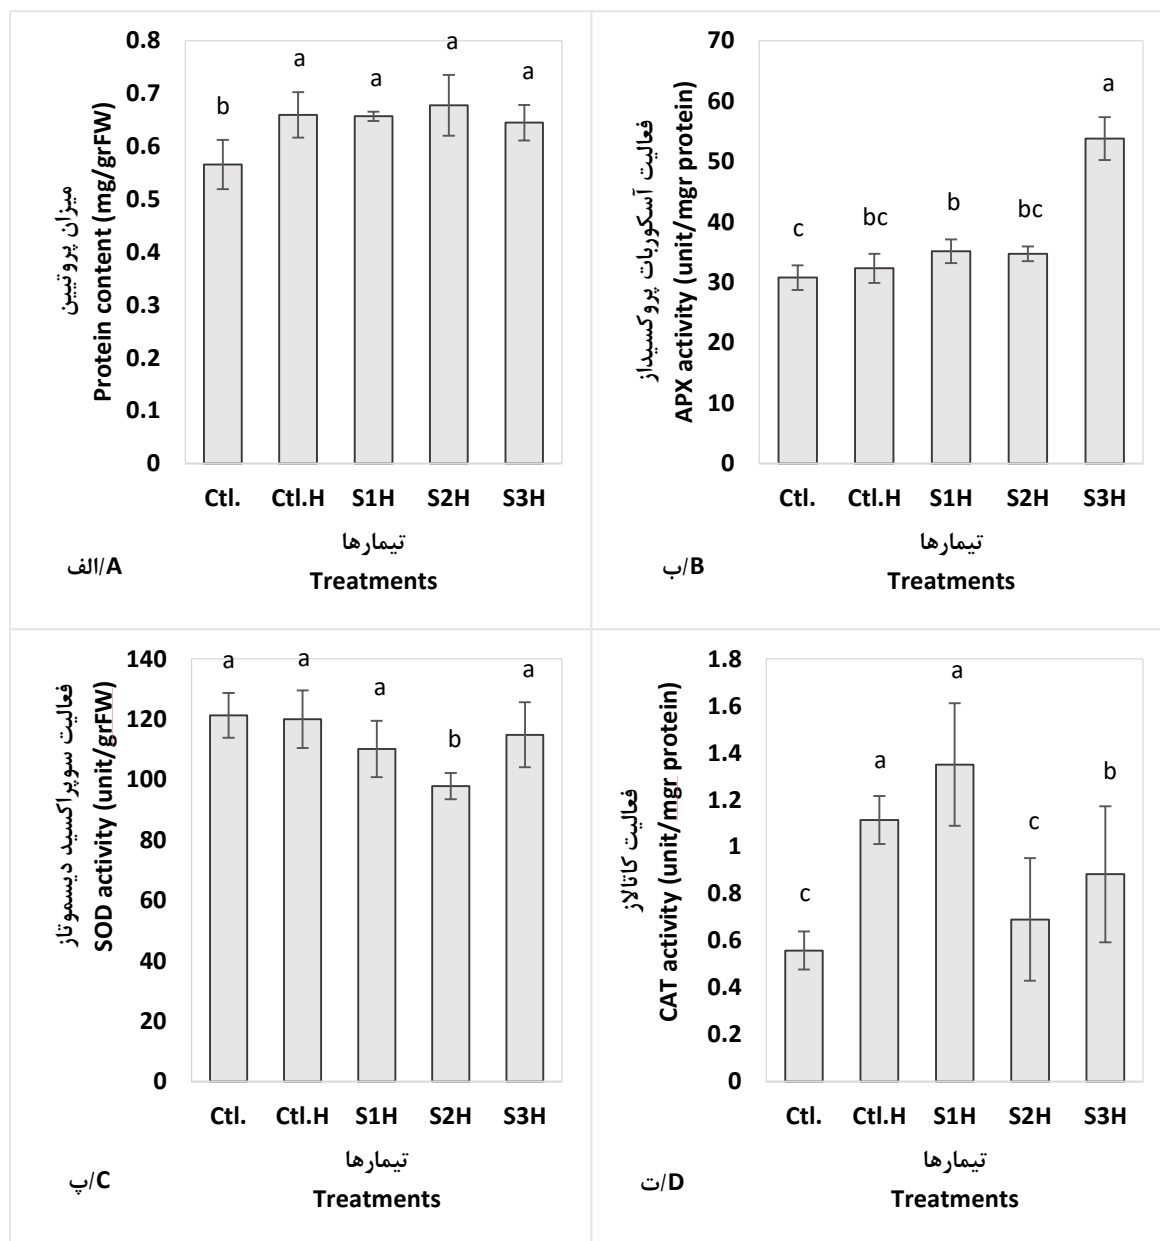 میزان پروتیین
Protein content (mg/grFW)
0.8
0.7
0.6
0.5
0.4
0.3
0.2
0.1
0
b
a
a
a
a
Ctl.
Ctl.H
S1H
S2H
S3H
تیمارها
Treatments
الف/A
فعالیت آسکوربات پروکسیداز
APX activity (unit/mgr protein)
70
60
50
40
30
20
10
0
c
bc
b
bc
a
Ctl.
Ctl.H
S1H
S2H
S3H
تیمارها
Treatments
ب/B
فعالیت سوپراکسید دیسموتاز
SOD activity (unit/grFW)
140
120
100
80
60
40
20
0
a
a
a
b
a
Ctl.
Ctl.H
S1H
S2H
S3H
تیمارها
Treatments
پ/C
فعالیت کاتالاز
CAT activity (unit/mgr protein)
1.8
1.6
1.4
1.2
1
0.8
0.6
0.4
0.2
0
c
a
a
c
b
Ctl.
Ctl.H
S1H
S2H
S3H
تیمارها
Treatments
ت/D